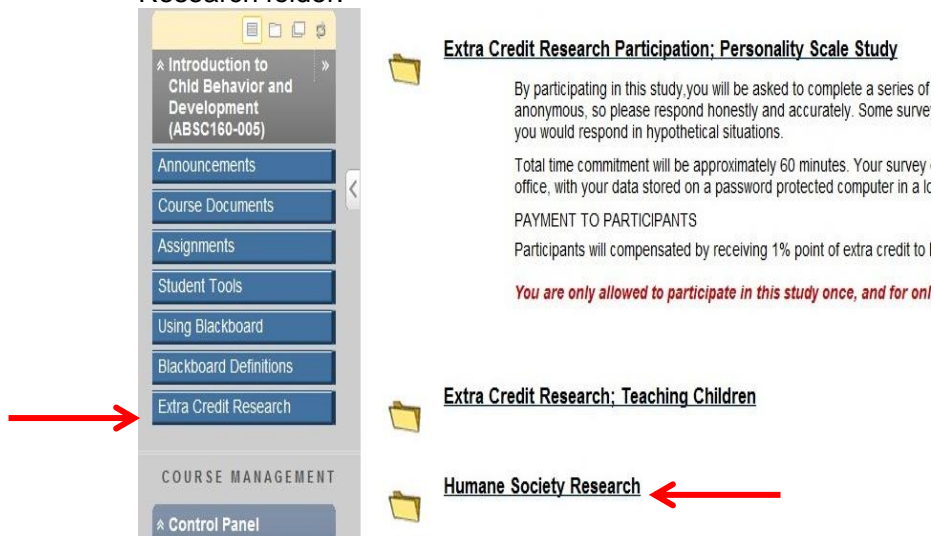 Research folder.
Introduction to
Chld Behavior and
Development
(ABSC160-005)
Announcements
Course Documents
Assignments
Student Tools
Using Blackboard
Blackboard Definitions
Extra Credit Research
COURSE MANAGEMENT
Control Panel
Extra Credit Research Participation; Personality Scale Study
By participating in this study,you will be asked to complete a series of
anonymous, so please respond honestly and accurately. Some surve
you would respond in hypothetical situations.
Total time commitment will be approximately 60 minutes. Your survey
office, with your data stored on a password protected computer in a lo
PAYMENT TO PARTICIPANTS
Participants will compensated by receiving 1% point of extra credit to
You are only allowed to participate in this study once, and for onl
Extra Credit Research; Teaching Children
Humane Society Research